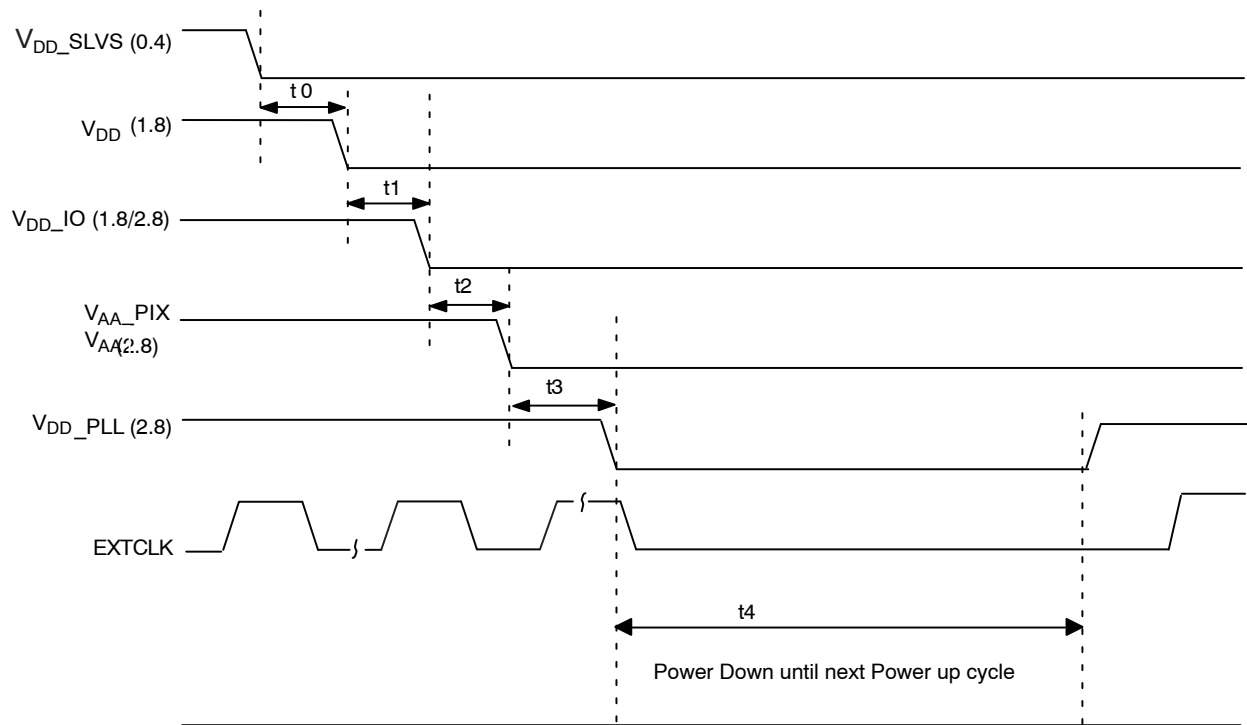 VDD_SLVS (0.4)
t0
VDD (1.8)
t1
VDD_IO (1.8/2.8)
t2
VAA_PIX
VAA(2.8)
t3
VDD_PLL (2.8)
EXTCLK
t4
Power Down until next Power up cycle